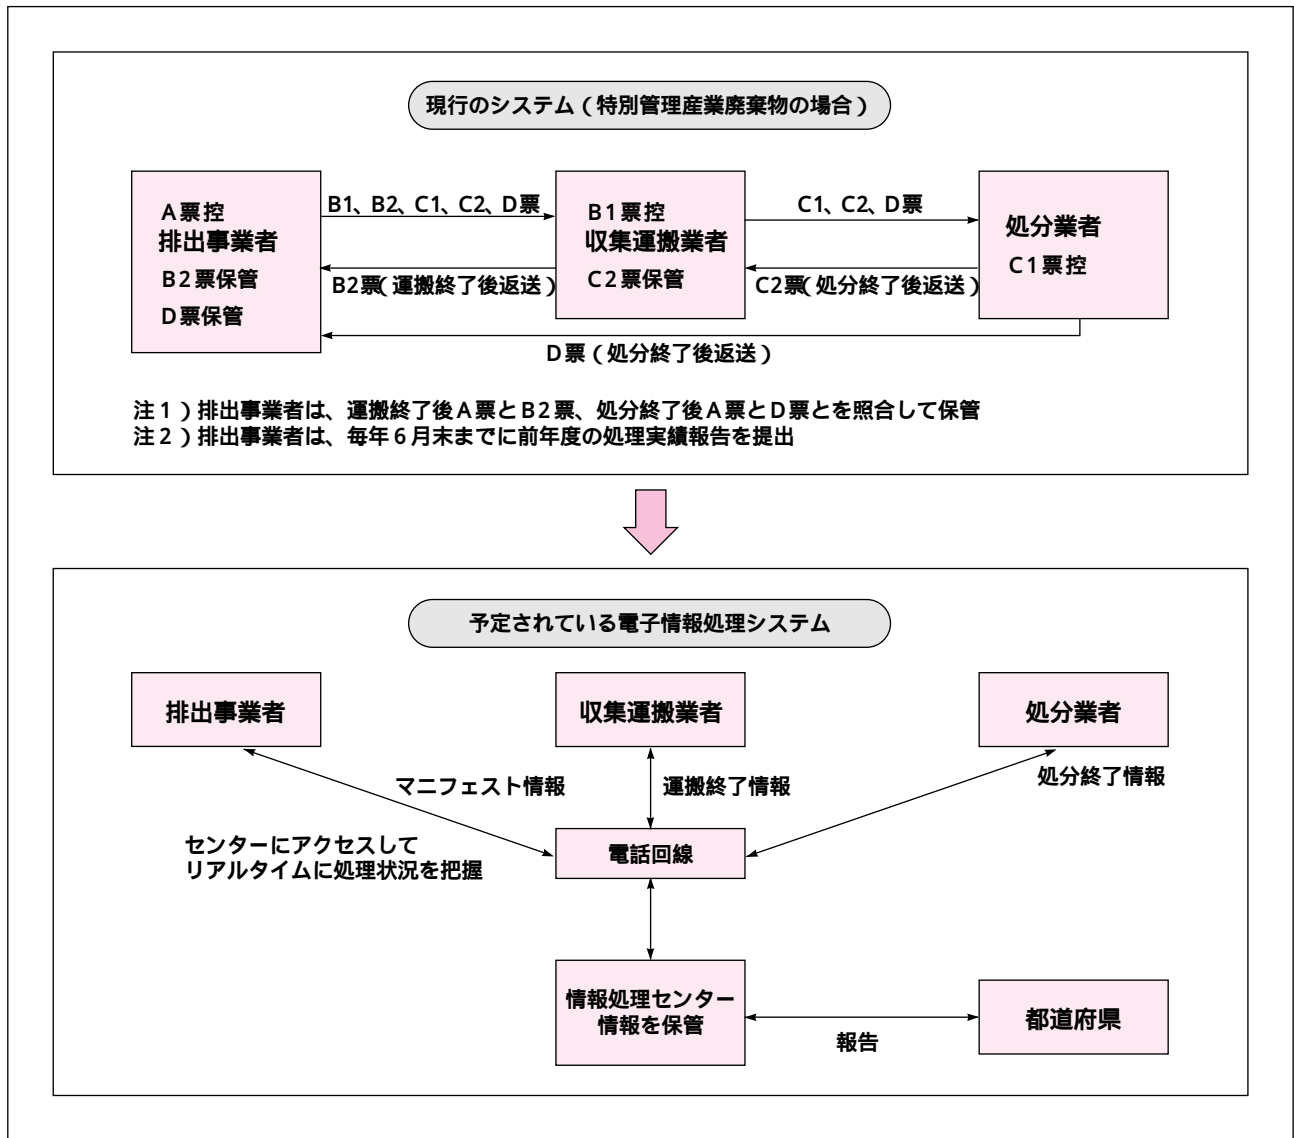 現行のシステム（特別管理産業廃棄物の場合）
A票控
排出事業者
B2票保管
D票保管
B1、B2、C1、C2、D票
B2票（運搬終了後返送）
B1票控
収集運搬業者
C2票保管
C1、C2、D票
C2票（処分終了後返送）
処分業者
C1票控
D票（処分終了後返送）
注1）排出事業者は、運搬終了後A票とB2票、処分終了後A票とD票とを照合して保管
注2）排出事業者は、毎年6月末までに前年度の処理実績報告を提出
予定されている電子情報処理システム
排出事業者
収集運搬業者
処分業者
マニフェスト情報
運搬終了情報
処分終了情報
センターにアクセスして
リアルタイムに処理状況を把握
電話回線
情報処理センター
情報を保管
報告
都道府県